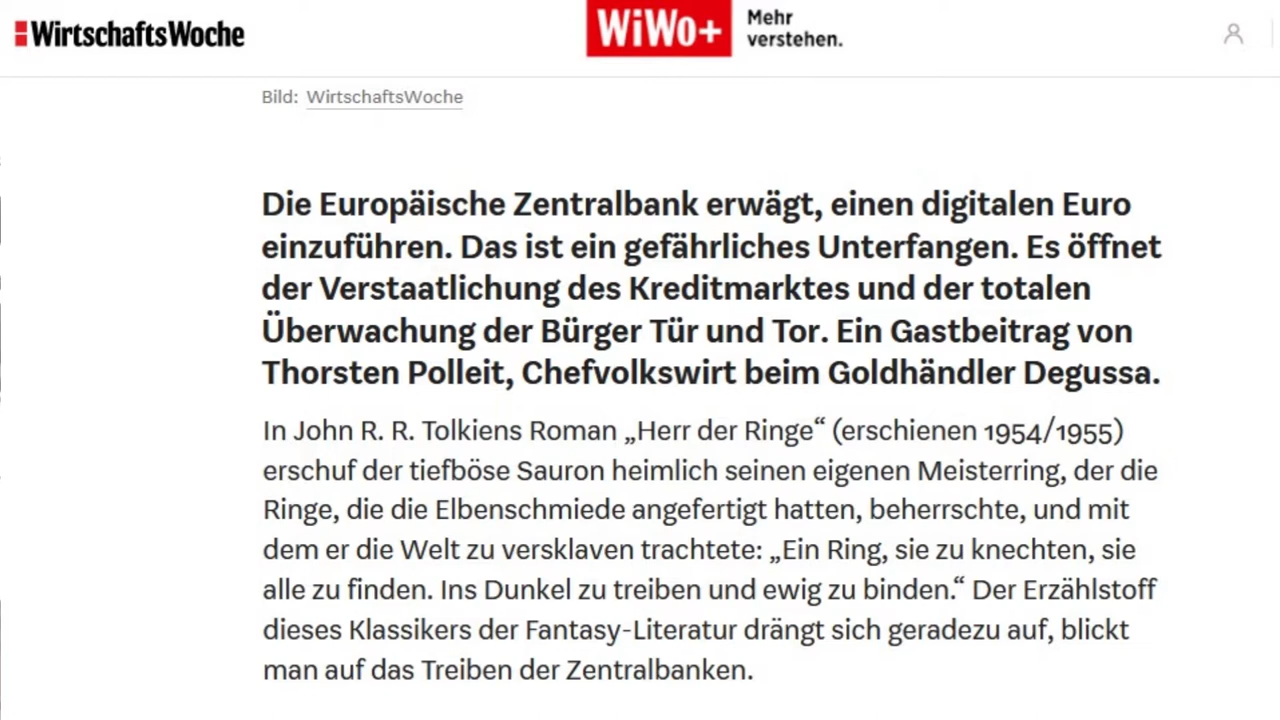 WirtschaftsWoche
WiWo+
Mehr
verstehen.
Bild: WirtschaftsWoche
Die Europäische Zentralbank erwägt, einen digitalen Euro
einzuführen. Das ist ein gefährliches Unterfangen. Es öffnet
der Verstaatlichung des Kreditmarktes und der totalen
Überwachung der Bürger Tür und Tor. Ein Gastbeitrag von
Thorsten Polleit, Chefvolkswirt beim Goldhändler Degussa.
In John R. R. Tolkiens Roman „Herr der Ringe“ (erschienen 1954/1955)
erschuf der tiefböse Sauron heimlich seinen eigenen Meisterring, der die
Ringe, die die Elbenschmiede angefertigt hatten, beherrschte, und mit
dem er die Welt zu versklaven trachtete: „Ein Ring, sie zu knechten, sie
alle zu finden. Ins Dunkel zu treiben und ewig zu binden.“ Der Erzählstoff
dieses Klassikers der Fantasy-Literatur drängt sich geradezu auf, blickt
man auf das Treiben der Zentralbanken.